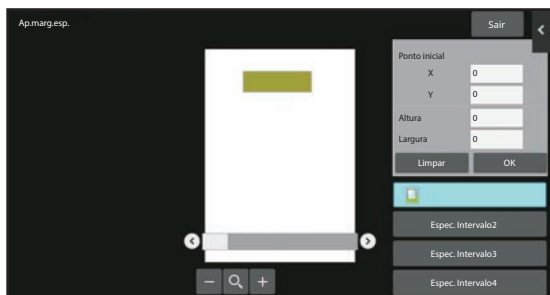 Ap.marg.esp.
Sair
Ponto inicial
X 0
Y 0
Altura 0
Largura 0
Limpar OK
Espec. Intervalo2
Espec. Intervalo3
Espec. Intervalo4